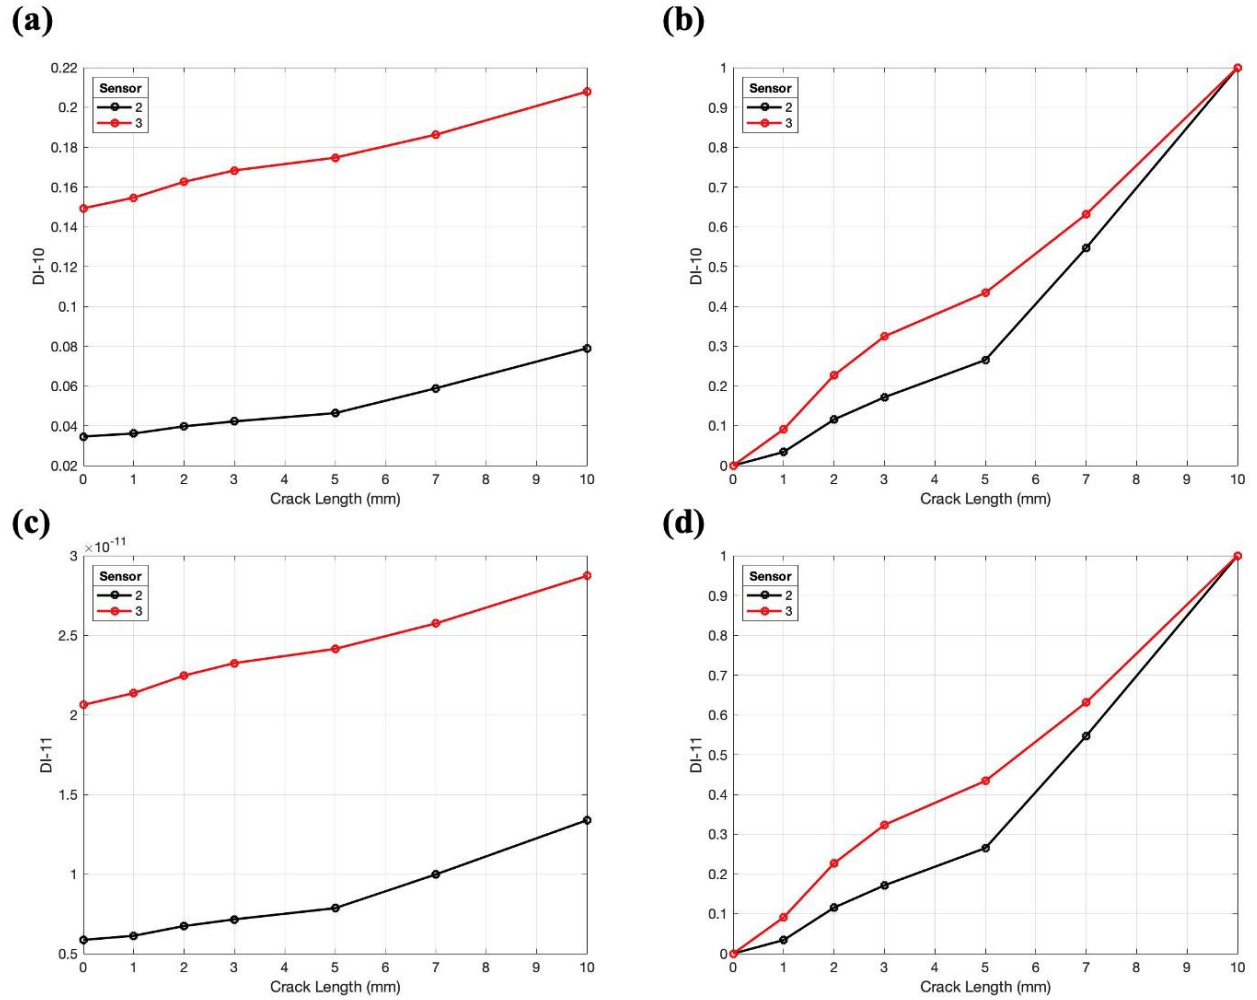 (a)
0.22
0.2
0.18
0.16
0.14
0.12
0.1
0.08
0.06
0.04
0.02
DI-10
Sensor
2
3
0 1 2 3 4 5 6 7 8 9 10
Crack Length (mm)
(b)
1
0.9
0.8
0.7
0.6
0.5
0.4
0.3
0.2
0.1
0
DI-10
Sensor
2
3
0 1 2 3 4 5 6 7 8 9 10
Crack Length (mm)
(c)
×10⁻¹¹
3
2.5
2
1.5
1
0.5
DI-11
Sensor
2
3
0 1 2 3 4 5 6 7 8 9 10
Crack Length (mm)
(d)
1
0.9
0.8
0.7
0.6
0.5
0.4
0.3
0.2
0.1
0
DI-11
Sensor
2
3
0 1 2 3 4 5 6 7 8 9 10
Crack Length (mm)